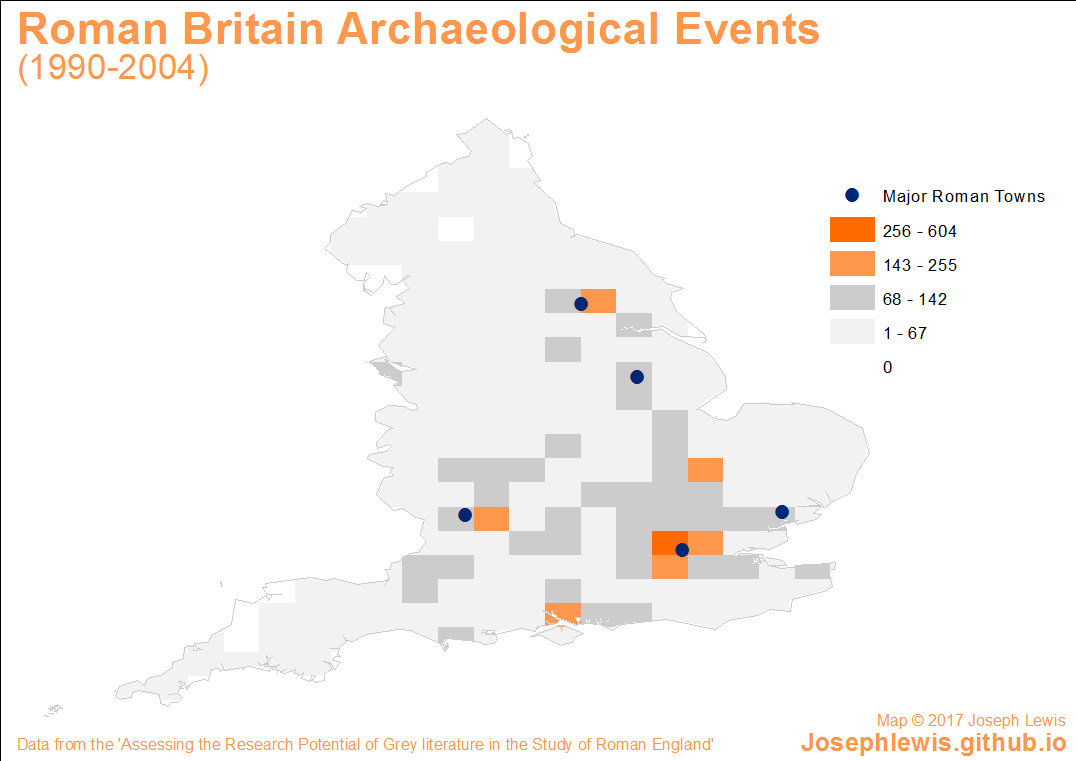 Roman Britain Archaeological Events
(1990-2004)
Major Roman Towns
256 - 604
143 - 255
68 - 142
1 - 67
0
Map © 2017 Joseph Lewis
Data from the 'Assessing the Research Potential of Grey literature in the Study of Roman England'
Josephlewis.github.io